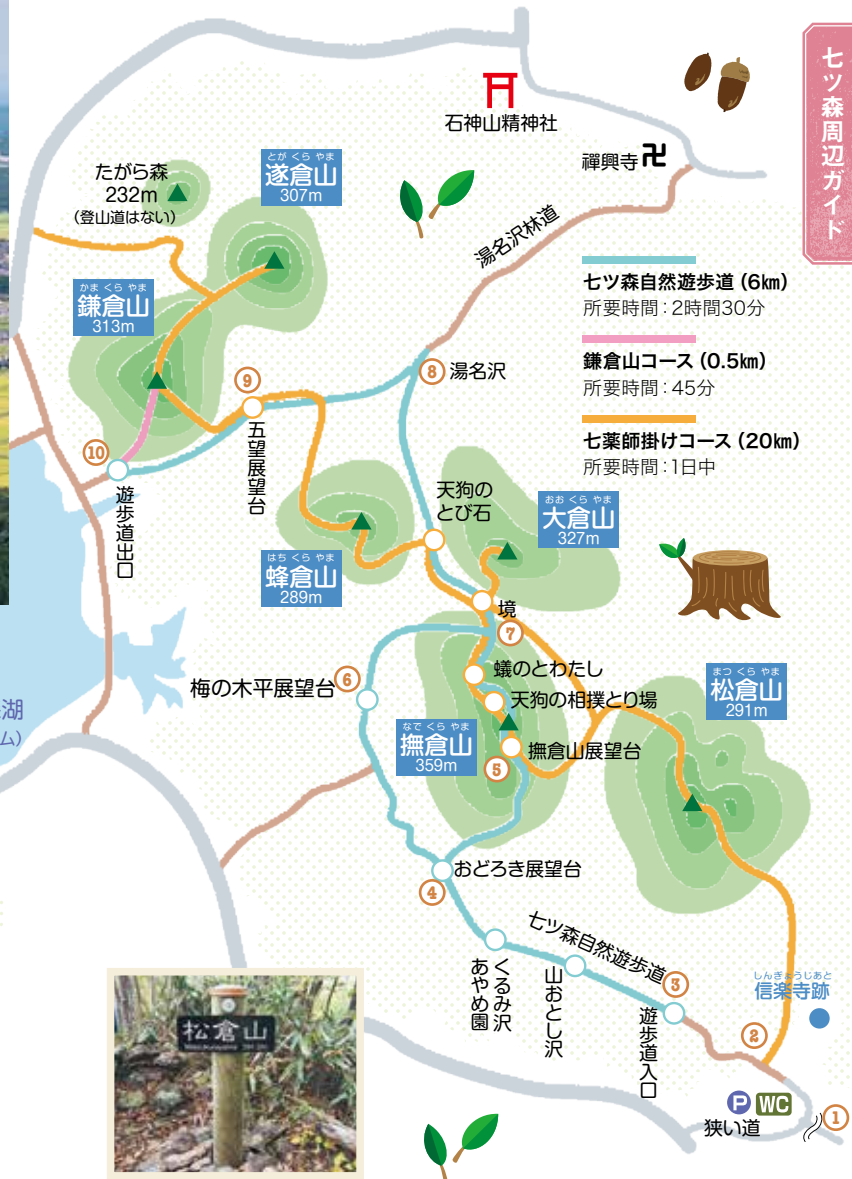 七ツ森周辺ガイド
石神山精神社
禪興寺
たがら森
232m
(登山道はない)
とがくらやま
遂倉山
307m
湯名沢林道
七ツ森自然遊歩道 (6㎞)
所要時間：2時間30分
鎌倉山コース (0.5㎞)
所要時間：45分
七薬師掛けコース (20㎞)
所要時間：1日中
かまくらやま
鎌倉山
313m
⑨
五望展望台
⑧ 湯名沢
⑩
遊歩道出口
天狗の
とび石
おおくらやま
大倉山
327m
はちくらやま
蜂倉山
289m
境
⑦
梅の木平展望台
⑥
蟻のとわたし
天狗の相撲とり場
まつくらやま
松倉山
291m
なでくらやま
撫倉山
359m
撫倉山展望台
⑤
湖
ム)
おどろき展望台
④
七ツ森自然遊歩道
くるみ沢
あやめ園
山おとし沢
③
遊歩道入口
しんぎょうじあと
信楽寺跡
②
P WC
狭い道
①
松倉山